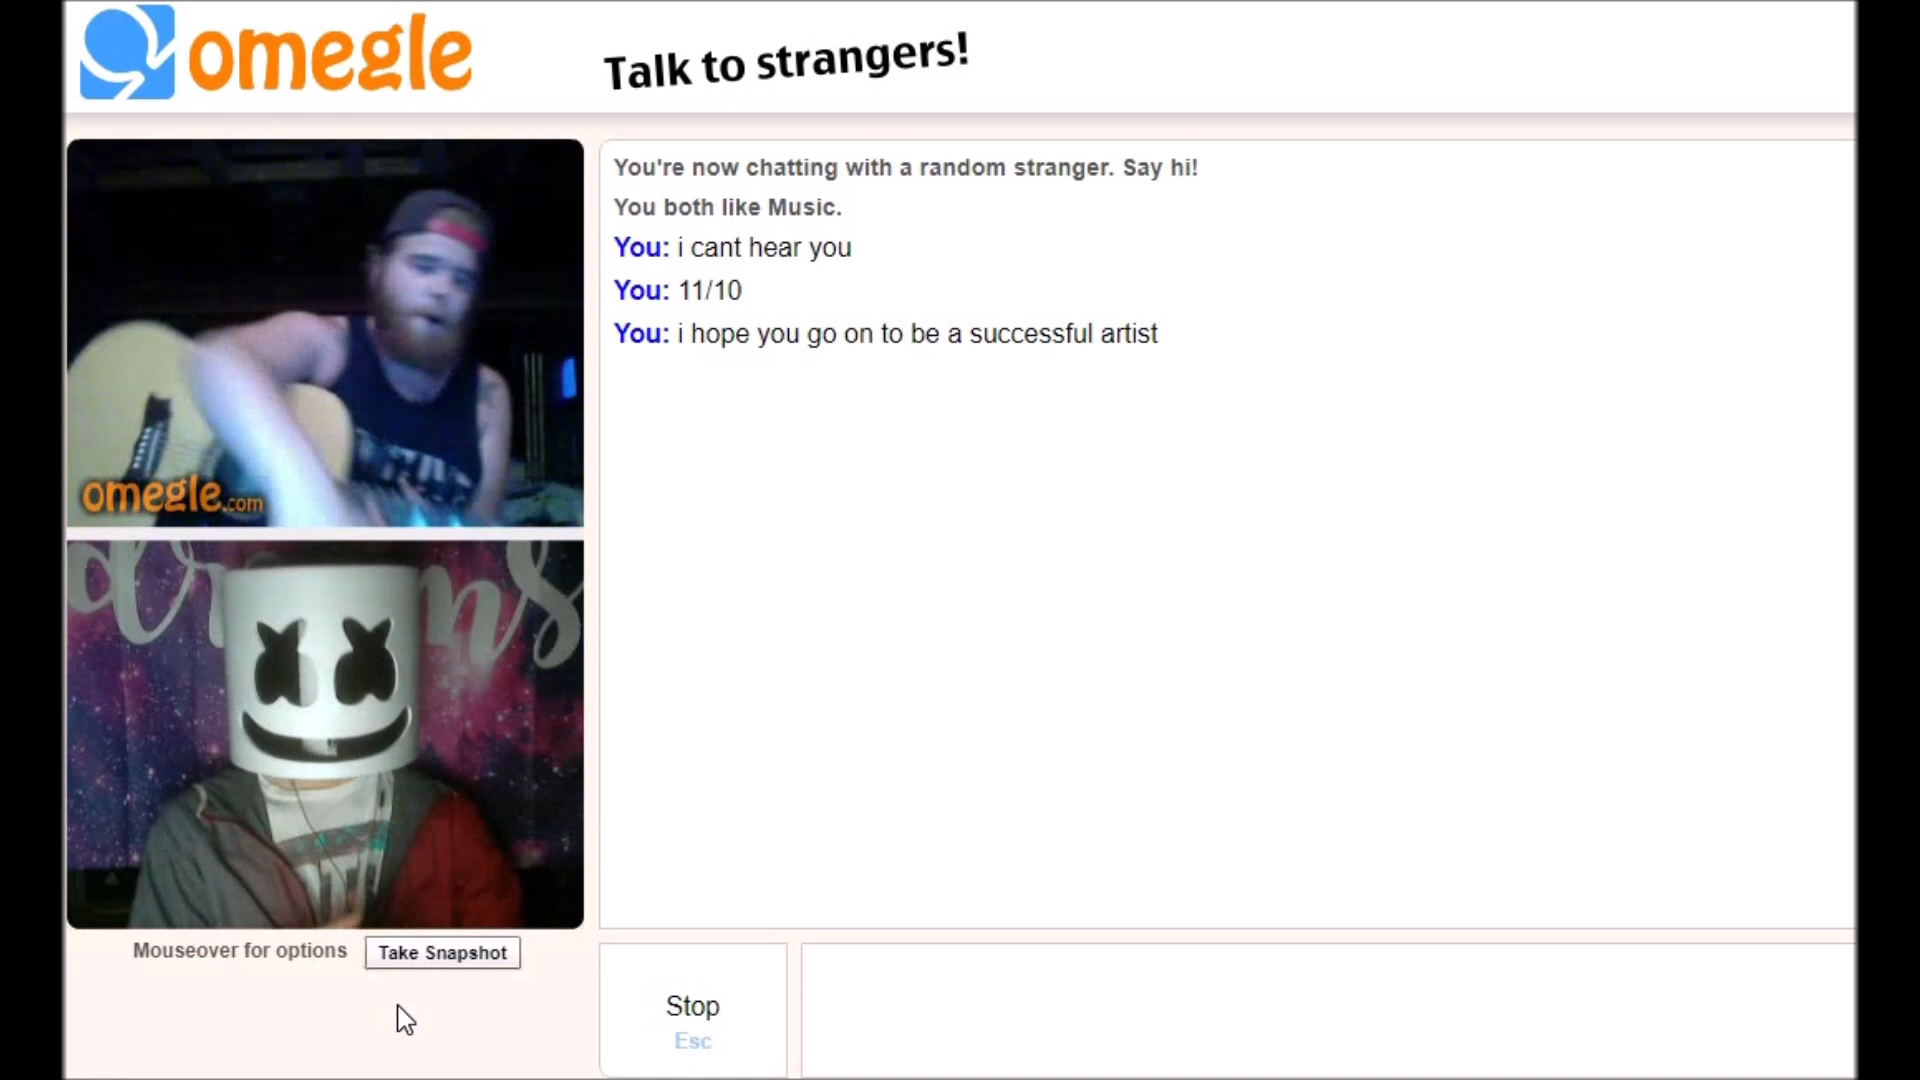 omegle
Talk to strangers!
You're now chatting with a random stranger. Say hi!
You both like Music.
You: i cant hear you
You: 11/10
You: i hope you go on to be a successful artist
omegle.com
Mouseover for options
Take Snapshot
Stop
Esc